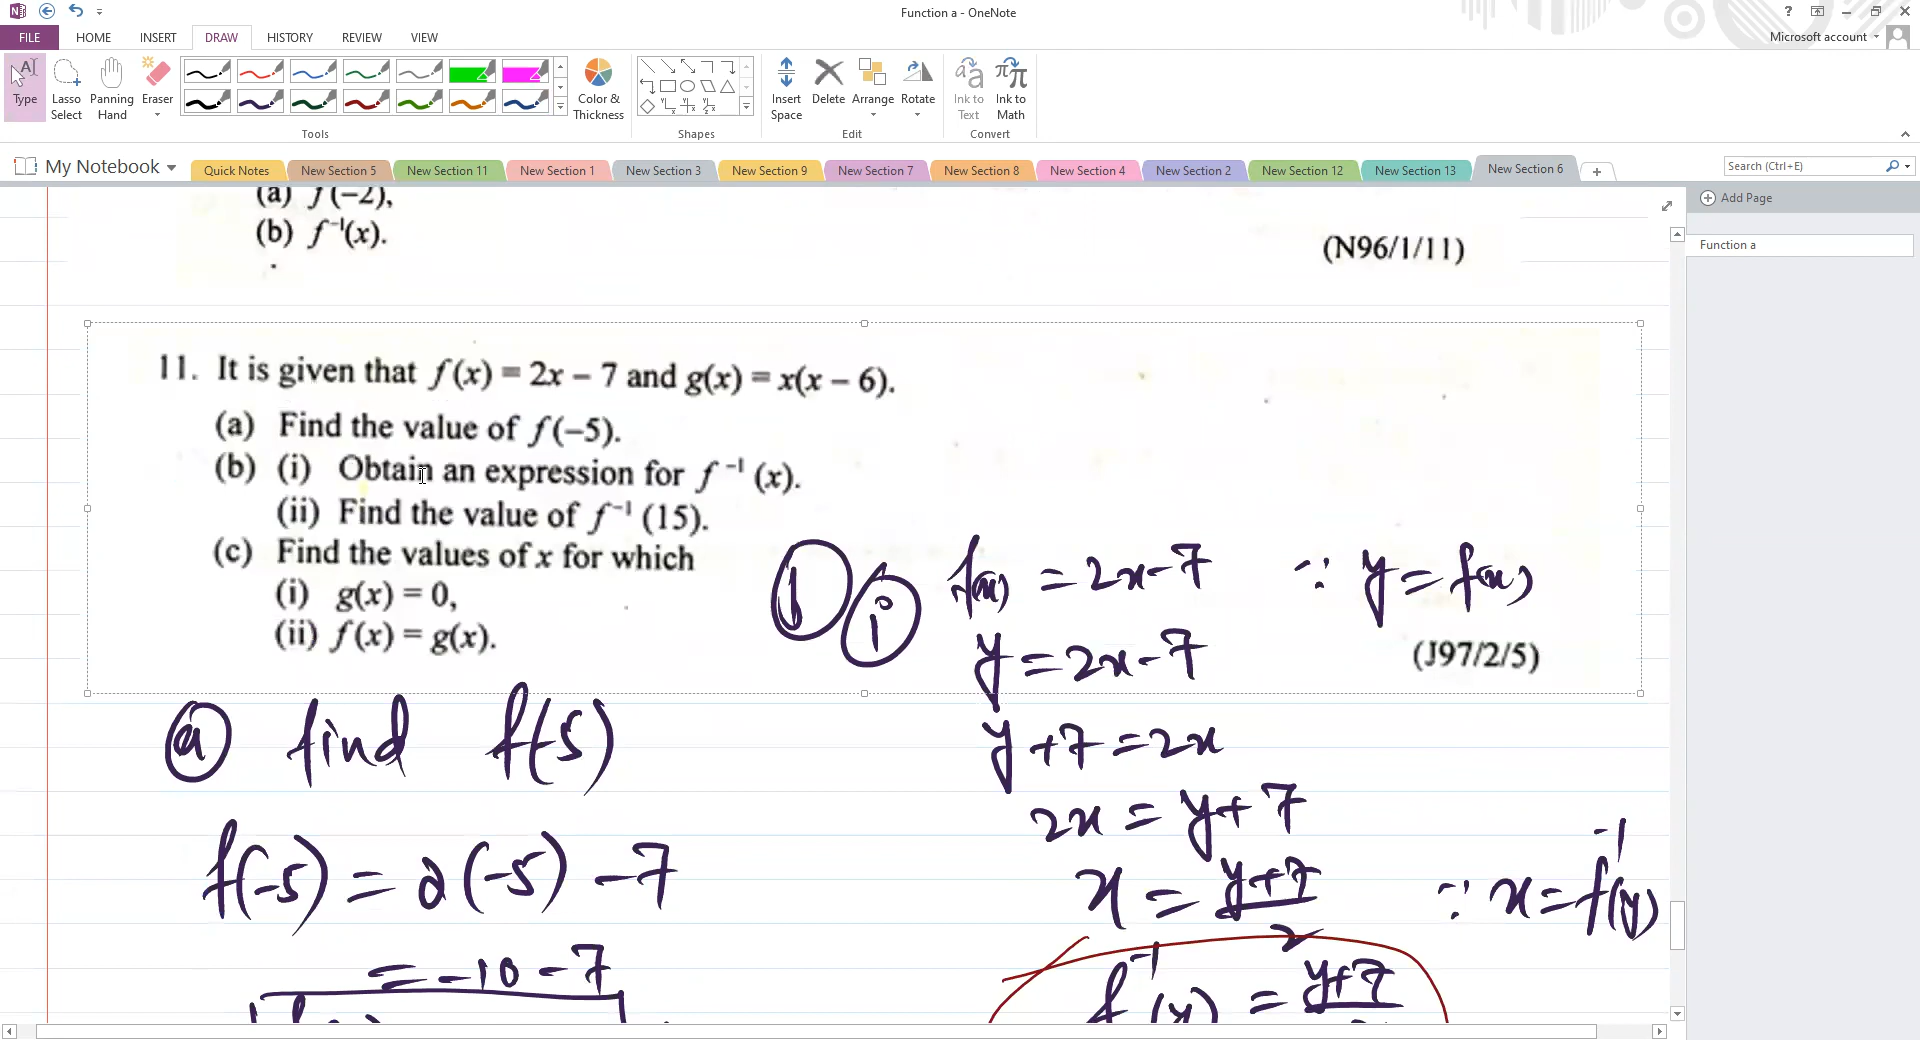 Function a - OneNote
Microsoft account
FILE HOME INSERT DRAW HISTORY REVIEW VIEW
Type
Lasso Select
Panning Hand
Eraser
Color & Thickness
Insert Space
Delete
Arrange
Rotate
Ink to Text
Ink to Math
Tools
Shapes
Edit
Convert
My Notebook
Quick Notes
New Section 5
New Section 11
New Section 1
New Section 3
New Section 9
New Section 7
New Section 8
New Section 4
New Section 2
New Section 12
New Section 13
New Section 6
Search (Ctrl+E)
Add Page
Function a
(a) f(−2),
(b) f⁻¹(x).
(N96/1/11)
11. It is given that f(x) = 2x − 7 and g(x) = x(x − 6).
(a) Find the value of f(−5).
(b) (i) Obtain an expression for f⁻¹ (x).
(ii) Find the value of f⁻¹ (15).
(c) Find the values of x for which
(i) g(x) = 0,
(ii) f(x) = g(x).
(J97/2/5)
(a) find f(-5)
f(-5) = 2(-5) -7
= -10 -7
(b) (i) f(x) = 2x-7 ∵ y = f(x)
y = 2x-7
y +7 = 2x
2x = y+7
x = y+7/2 ∵ x = f⁻¹(y)
f⁻¹(y) = y+7